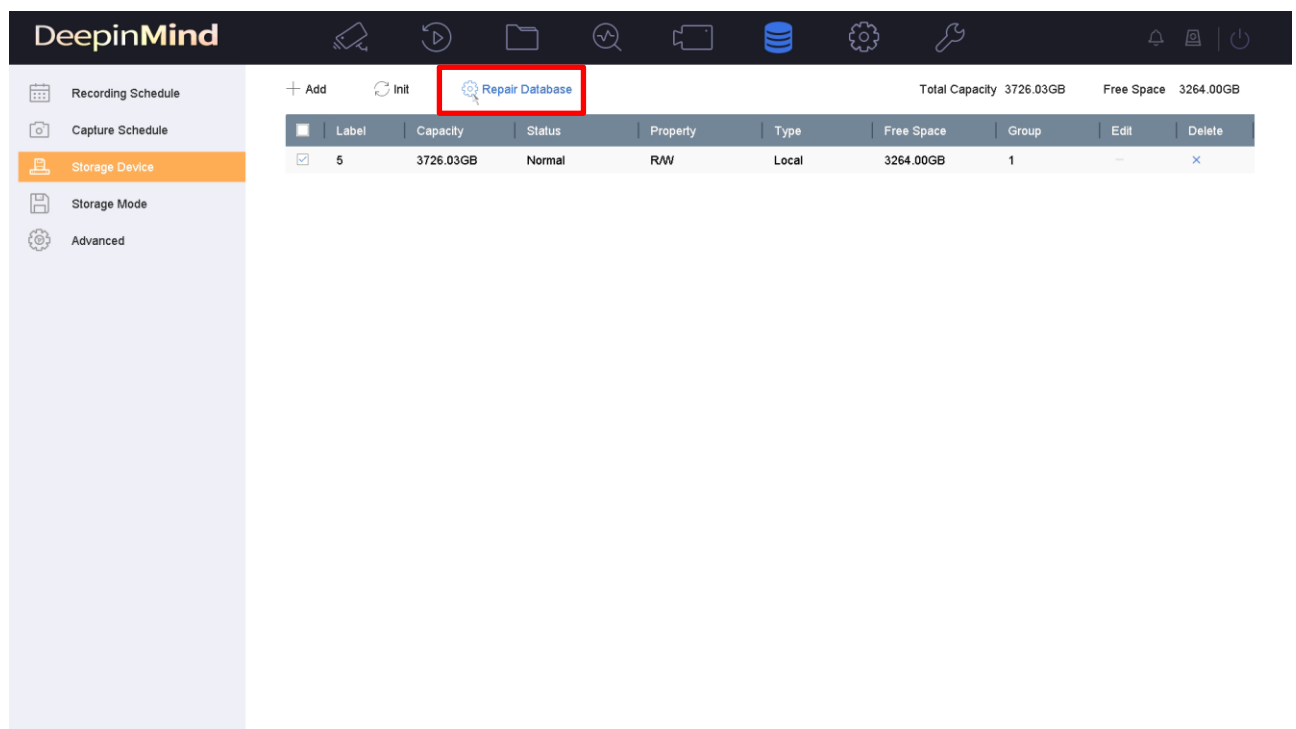 DeepinMind
Recording Schedule
Capture Schedule
Storage Device
Storage Mode
Advanced
Add Init Repair Database Total Capacity 3726.03GB Free Space 3264.00GB
Label Capacity Status Property Type Free Space Group Edit Delete
5 3726.03GB Normal R/W Local 3264.00GB 1